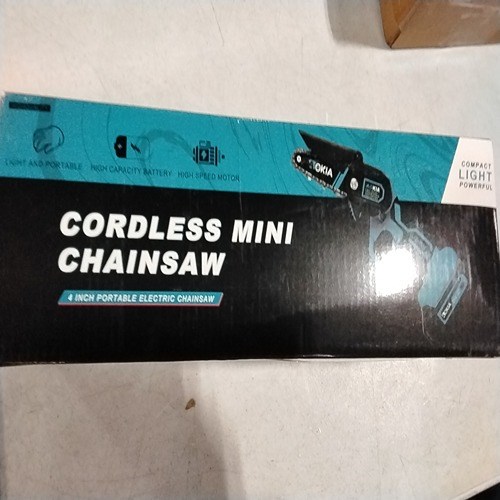 LIGHT AND PORTABLE
HIGH CAPACITY BATTERY
HIGH SPEED MOTOR
COMPACT
LIGHT
POWERFUL
CORDLESS MINI
CHAINSAW
4 INCH PORTABLE ELECTRIC CHAINSAW